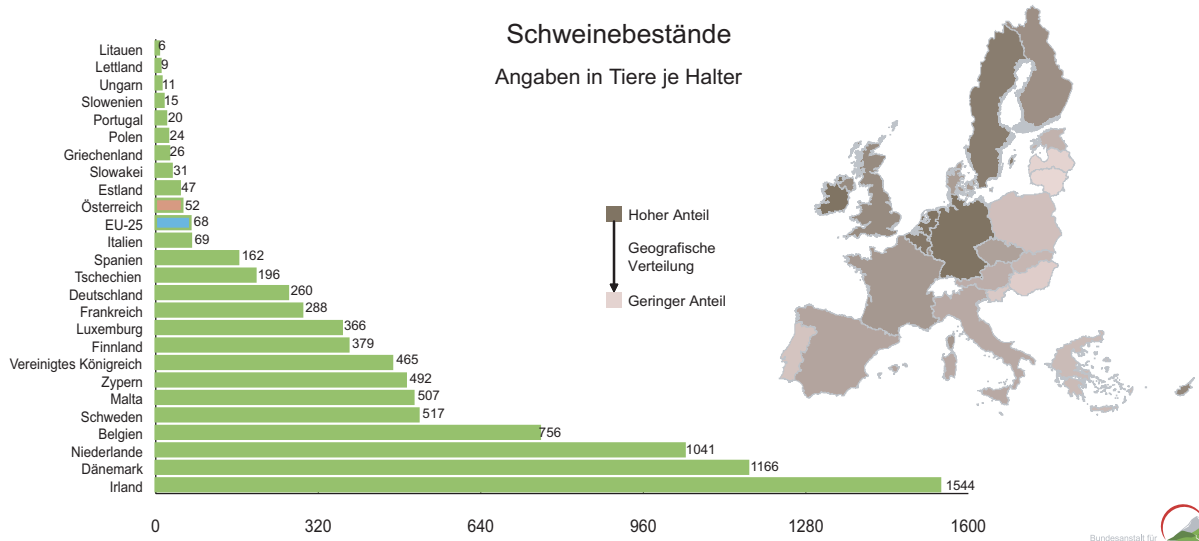 Schweinebestände
Angaben in Tiere je Halter
Litauen 6
Lettland 9
Ungarn 11
Slowenien 15
Portugal 20
Polen 24
Griechenland 26
Slowakei 31
Estland 47
Österreich 52
EU-25 68
Italien 69
Spanien 162
Tschechien 196
Deutschland 260
Frankreich 288
Luxemburg 366
Finnland 379
Vereinigtes Königreich 465
Zypern 492
Malta 507
Schweden 517
Belgien 756
Niederlande 1041
Dänemark 1166
Irland 1544
0 320 640 960 1280 1600
Hoher Anteil
Geografische
Verteilung
Geringer Anteil
Bundesanstalt für